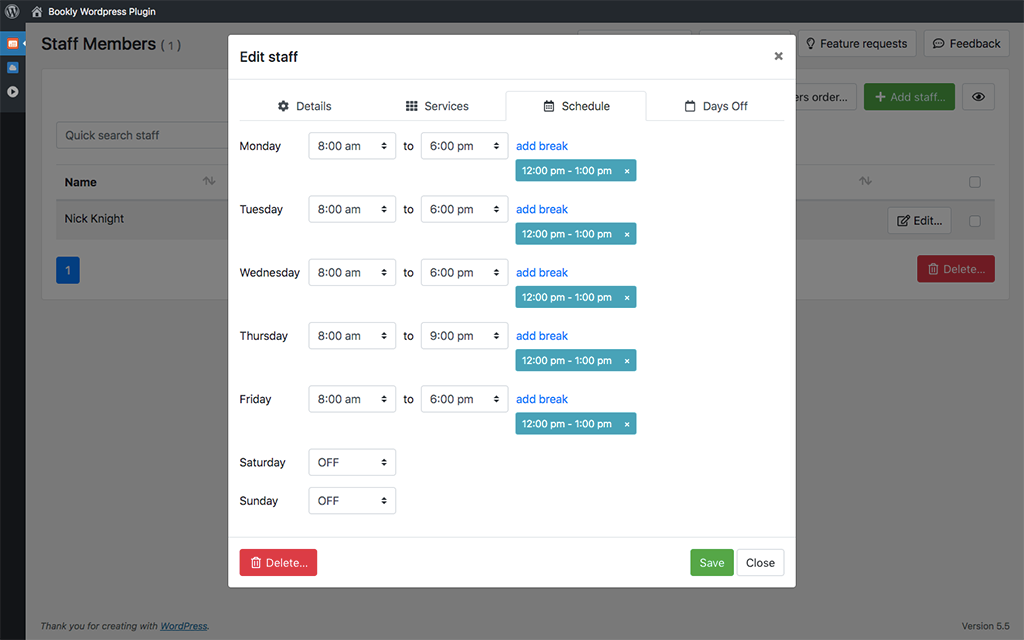 Bookly Wordpress Plugin
Staff Members ( 1 )
Feature requests
Feedback
ers order...
Add staff...
Quick search staff
Name
Nick Knight
Edit...
1
Delete...
Edit staff
×
Details
Services
Schedule
Days Off
Monday 8:00 am to 6:00 pm add break
12:00 pm - 1:00 pm ×
Tuesday 8:00 am to 6:00 pm add break
12:00 pm - 1:00 pm ×
Wednesday 8:00 am to 6:00 pm add break
12:00 pm - 1:00 pm ×
Thursday 8:00 am to 9:00 pm add break
12:00 pm - 1:00 pm ×
Friday 8:00 am to 6:00 pm add break
12:00 pm - 1:00 pm ×
Saturday OFF
Sunday OFF
Delete...
Save
Close
Thank you for creating with WordPress.
Version 5.5